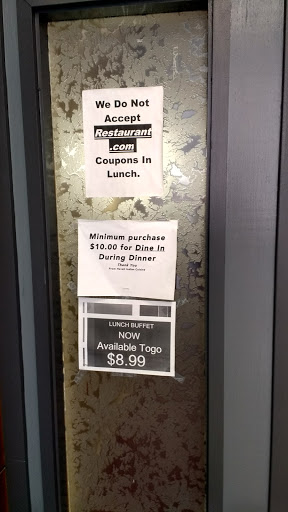 We Do Not
Accept
Restaurant
.com
Coupons In
Lunch.
Minimum purchase
$10.00 for Dine In
During Dinner
Thank You
LUNCH BUFFET
NOW
Available Togo
$8.99